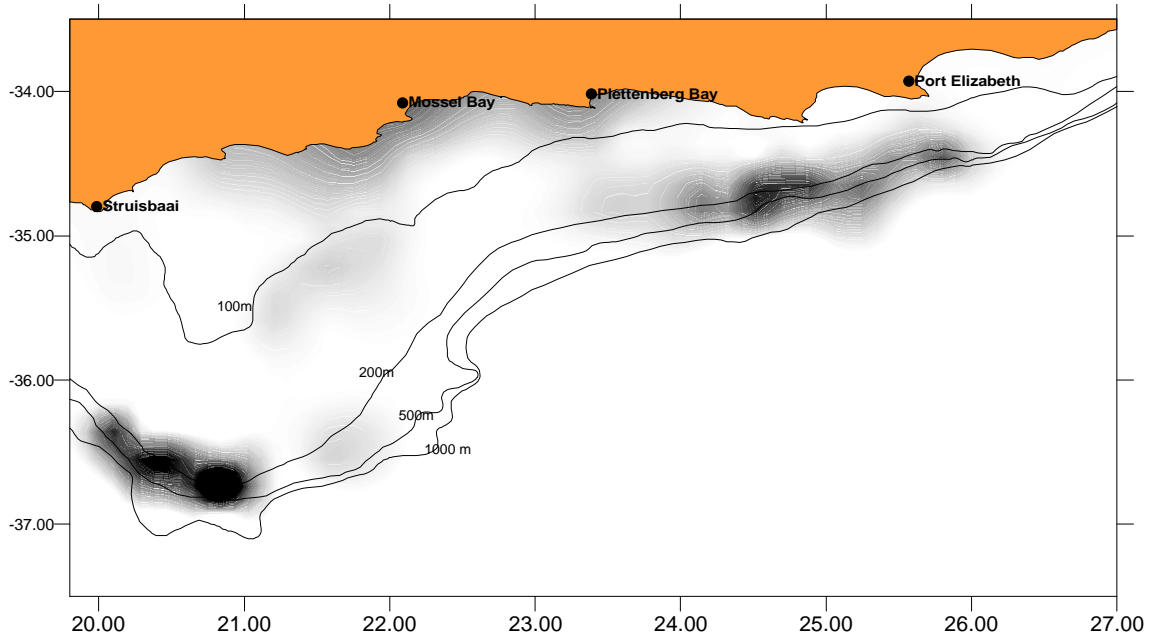 -34.00
Port Elizabeth
Plettenberg Bay
Mossel Bay
Struisbaai
-35.00
100m
-36.00
200m
500m
1000 m
-37.00
20.00 21.00 22.00 23.00 24.00 25.00 26.00 27.00